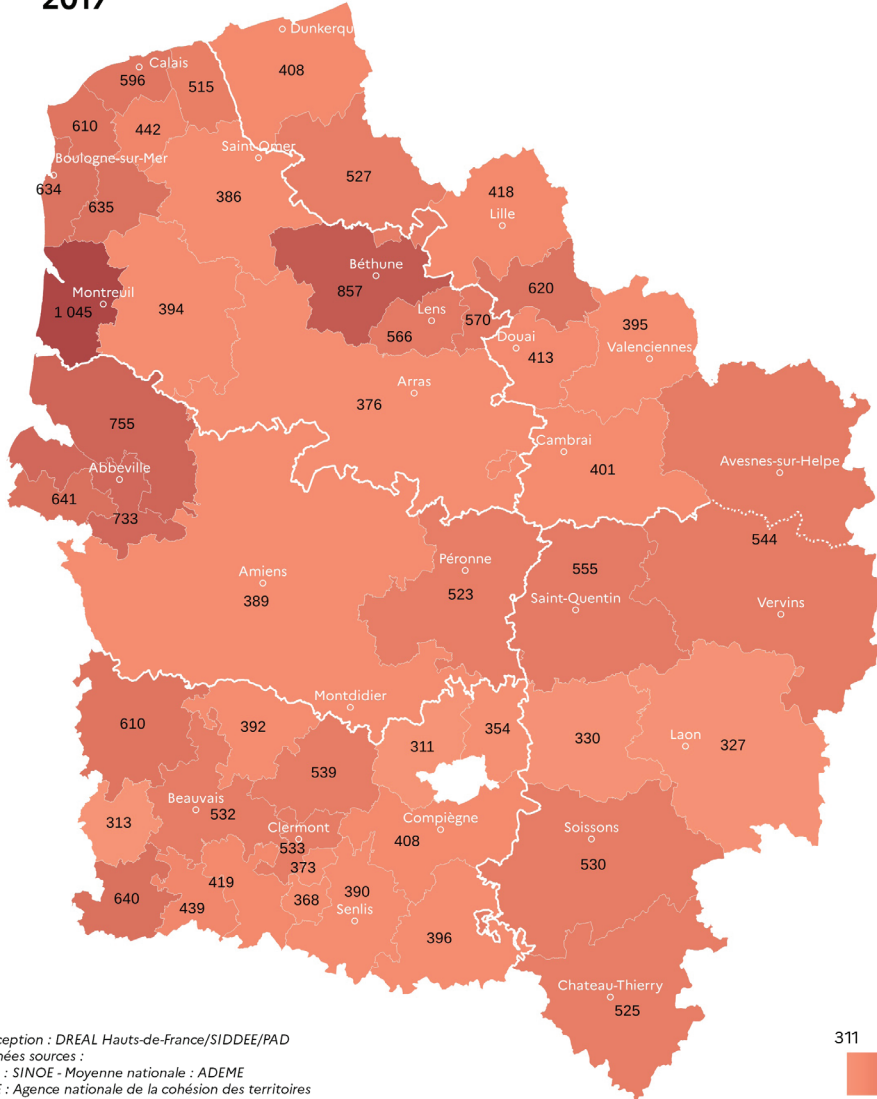 2017
Dunkerqu
408
Calais
596
515
610
442
Saint-Omer
Boulogne-sur-Mer
527
634
386
418
635
Lille
Béthune
857
620
Montreuil
1 045
394
Lens
570
395
566
Douai
413
Valenciennes
Arras
376
755
Cambrai
401
Abbeville
Avesnes-sur-Helpe
641
733
544
Péronne
555
Amiens
389
523
Saint-Quentin
Vervins
Montdidier
610
392
311
354
330
Laon
327
539
Beauvais
532
313
Clermont
Compiègne
Soissons
533
408
373
530
419
390
640
439
368
Senlis
396
Chateau-Thierry
525
ception : DREAL Hauts-de-France/SIDDEE/PAD
nées sources :
: SINOE - Moyenne nationale : ADEME
: Agence nationale de la cohésion des territoires
311